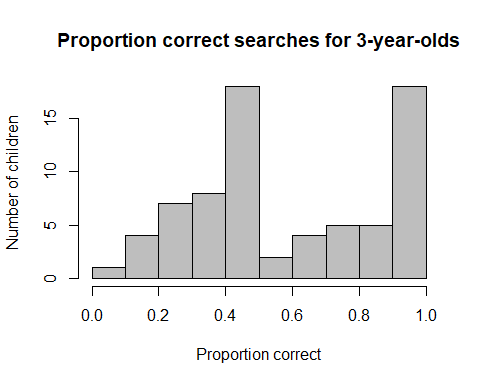 Proportion correct searches for 3-year-olds
Number of children
15
10
5
0
0.0 0.2 0.4 0.6 0.8 1.0
Proportion correct